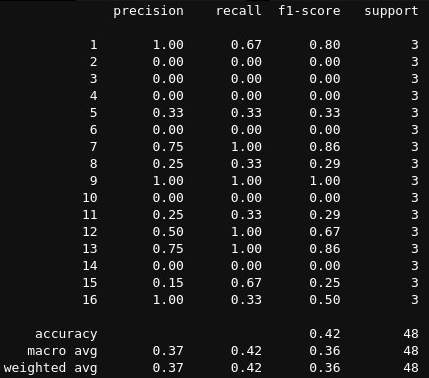 precision recall f1-score support
1 1.00 0.67 0.80 3
2 0.00 0.00 0.00 3
3 0.00 0.00 0.00 3
4 0.00 0.00 0.00 3
5 0.33 0.33 0.33 3
6 0.00 0.00 0.00 3
7 0.75 1.00 0.86 3
8 0.25 0.33 0.29 3
9 1.00 1.00 1.00 3
10 0.00 0.00 0.00 3
11 0.25 0.33 0.29 3
12 0.50 1.00 0.67 3
13 0.75 1.00 0.86 3
14 0.00 0.00 0.00 3
15 0.15 0.67 0.25 3
16 1.00 0.33 0.50 3
accuracy 0.42 48
macro avg 0.37 0.42 0.36 48
weighted avg 0.37 0.42 0.36 48